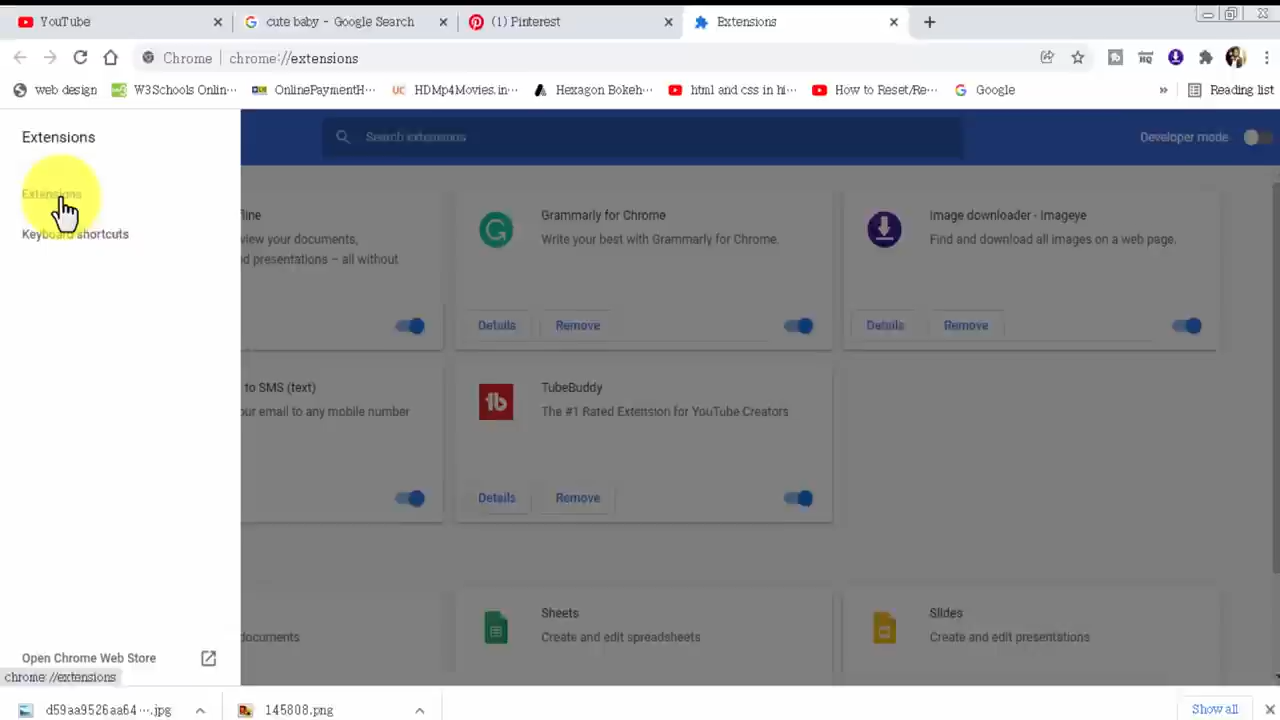 YouTube
cute baby - Google Search
(1) Pinterest
Extensions
Chrome
chrome://extensions
web design
W3Schools Onlin···
OnlinePaymentH···
HDMp4Movies.in···
Hexagon Bokeh···
html and css in hi···
How to Reset/Re···
Google
»
Reading list
Extensions
Search extensions
Developer mode
Extensions
Keyboard shortcuts
fline
view your documents,
d presentations – all without
Grammarly for Chrome
Write your best with Grammarly for Chrome.
Details
Remove
Image downloader - Imageye
Find and download all images on a web page.
Details
Remove
to SMS (text)
our email to any mobile number
TubeBuddy
The #1 Rated Extension for YouTube Creators
Details
Remove
documents
Sheets
Create and edit spreadsheets
Slides
Create and edit presentations
Open Chrome Web Store
chrome://extensions
d59aa9526aa64···.jpg
145808.png
Show all